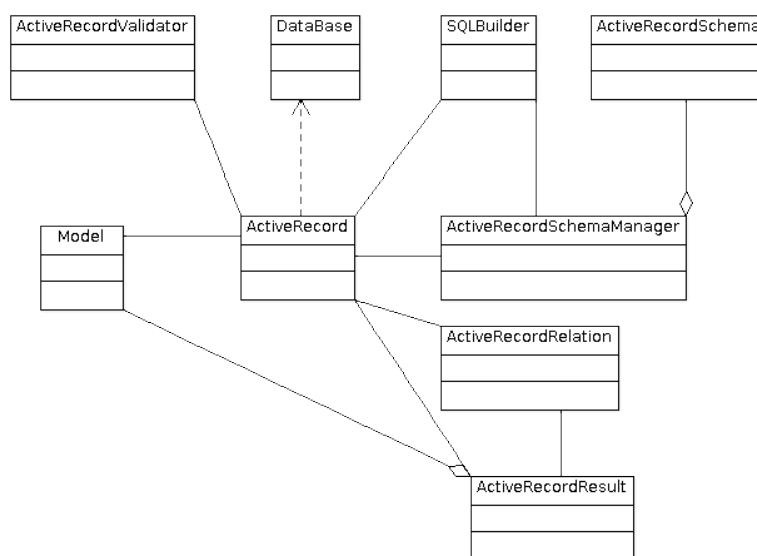 ActiveRecordValidator
DataBase
SQLBuilder
ActiveRecordSchema
Model
ActiveRecord
ActiveRecordSchemaManager
ActiveRecordRelation
ActiveRecordResult